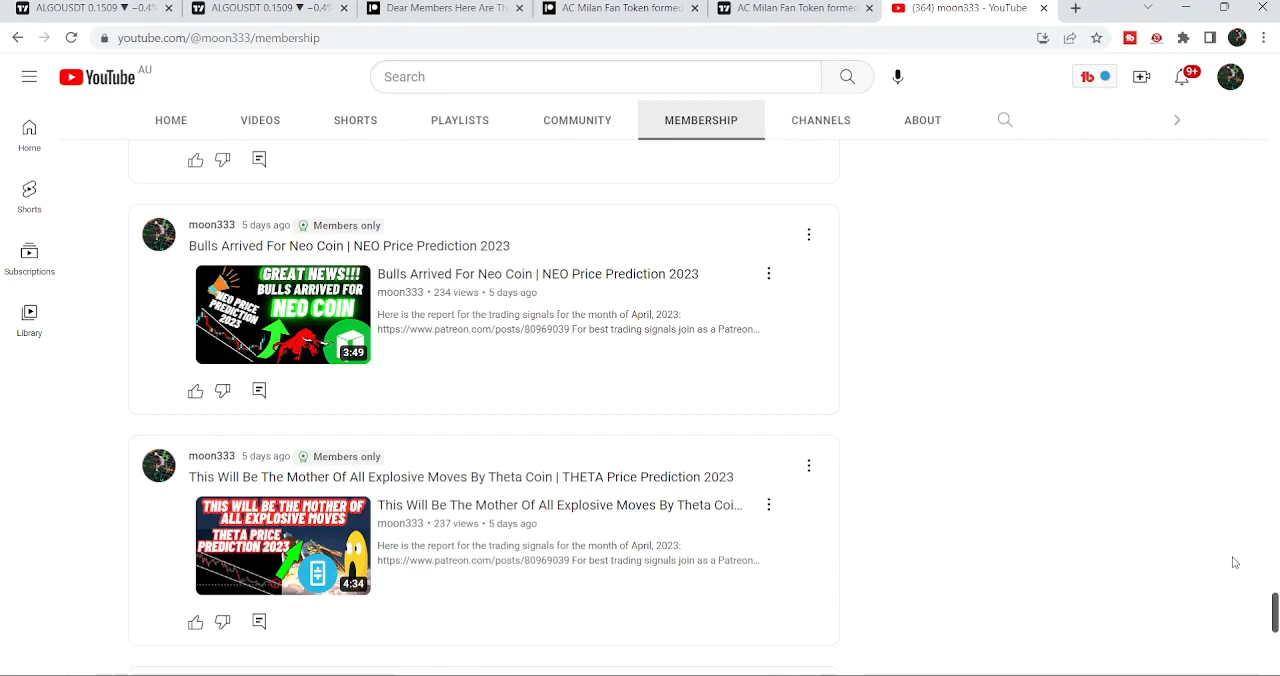 ALGOUSDT 0.1509 ▼ −0.4%
ALGOUSDT 0.1509 ▼ −0.4%
Dear Members Here Are The
AC Milan Fan Token formed
AC Milan Fan Token formed
(364) moon333 - YouTube
youtube.com/@moon333/membership
YouTube AU
Search
9+
HOME
VIDEOS
SHORTS
PLAYLISTS
COMMUNITY
MEMBERSHIP
CHANNELS
ABOUT
Home
Shorts
Subscriptions
Library
moon333 5 days ago Members only
Bulls Arrived For Neo Coin | NEO Price Prediction 2023
GREAT NEWS!!!
BULLS ARRIVED FOR
NEO COIN
NEO PRICE
PREDICTION
2023
3:49
Bulls Arrived For Neo Coin | NEO Price Prediction 2023
moon333 • 234 views • 5 days ago
Here is the report for the trading signals for the month of April, 2023:
https://www.patreon.com/posts/80969039 For best trading signals join as a Patreon...
moon333 5 days ago Members only
This Will Be The Mother Of All Explosive Moves By Theta Coin | THETA Price Prediction 2023
THIS WILL BE THE MOTHER OF
ALL EXPLOSIVE MOVES
THETA PRICE
PREDICTION 2023
4:34
This Will Be The Mother Of All Explosive Moves By Theta Coi...
moon333 • 237 views • 5 days ago
Here is the report for the trading signals for the month of April, 2023:
https://www.patreon.com/posts/80969039 For best trading signals join as a Patreon...